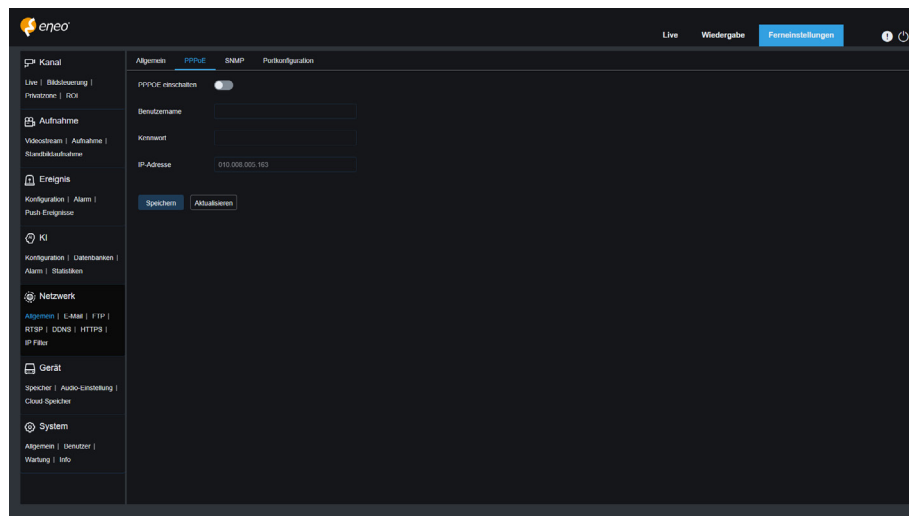 eneo
Live Wiedergabe Ferneinstellungen
Kanal
Live | Bildsteuerung |
Privatzone | ROI
Aufnahme
Videostream | Aufnahme |
Standbildaufnahme
Ereignis
Konfiguration | Alarm |
Push-Ereignisse
KI
Konfiguration | Datenbanken |
Alarm | Statistiken
Netzwerk
Allgemein | E-Mail | FTP |
RTSP | DDNS | HTTPS |
IP Filter
Gerät
Speicher | Audio-Einstellung |
Cloud-Speicher
System
Allgemein | Benutzer |
Wartung | Info
Allgemein PPPoE SNMP Portkonfiguration
PPPOE einschalten
Benutzername
Kennwort
IP-Adresse 010.008.005.163
Speichern Aktualisieren